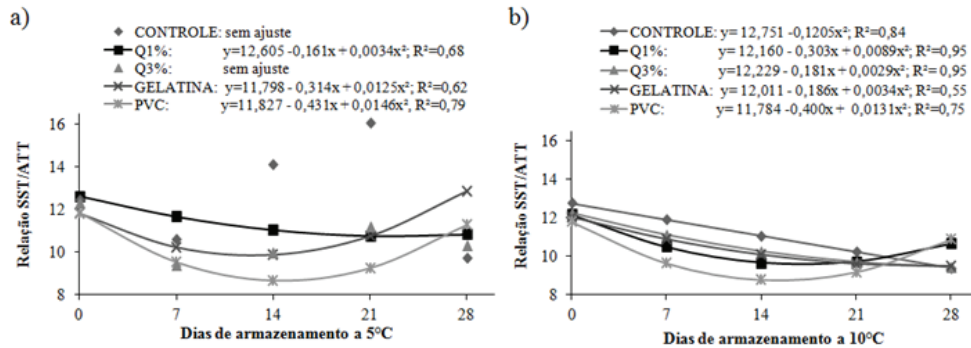 a)
CONTROLE: sem ajuste
Q1%: y=12,605 -0,161x + 0,0034x²; R²=0,68
Q3%: sem ajuste
GELATINA: y=11,798 - 0,314x + 0,0125x²; R²=0,62
PVC: y=11,827 - 0,431x + 0,0146x², R²=0,79
Relação SST/ATT
16
14
12
10
8
0 7 14 21 28
Dias de armazenamento a 5°C
b)
CONTROLE: y= 12,751 -0,1205x; R²=0,84
Q1%: y= 12,160 -0,303x + 0,0089x²; R²=0,95
Q3%: y=12,229 - 0,181x + 0,0029x²; R²=0,95
GELATINA: y= 12,011 -0,186x + 0,0034x²; R²=0,55
PVC: y= 11,784 -0,400x + 0,0131x²; R²=0,75
Relação SST/ATT
16
14
12
10
8
0 7 14 21 28
Dias de armazenamento a 10°C